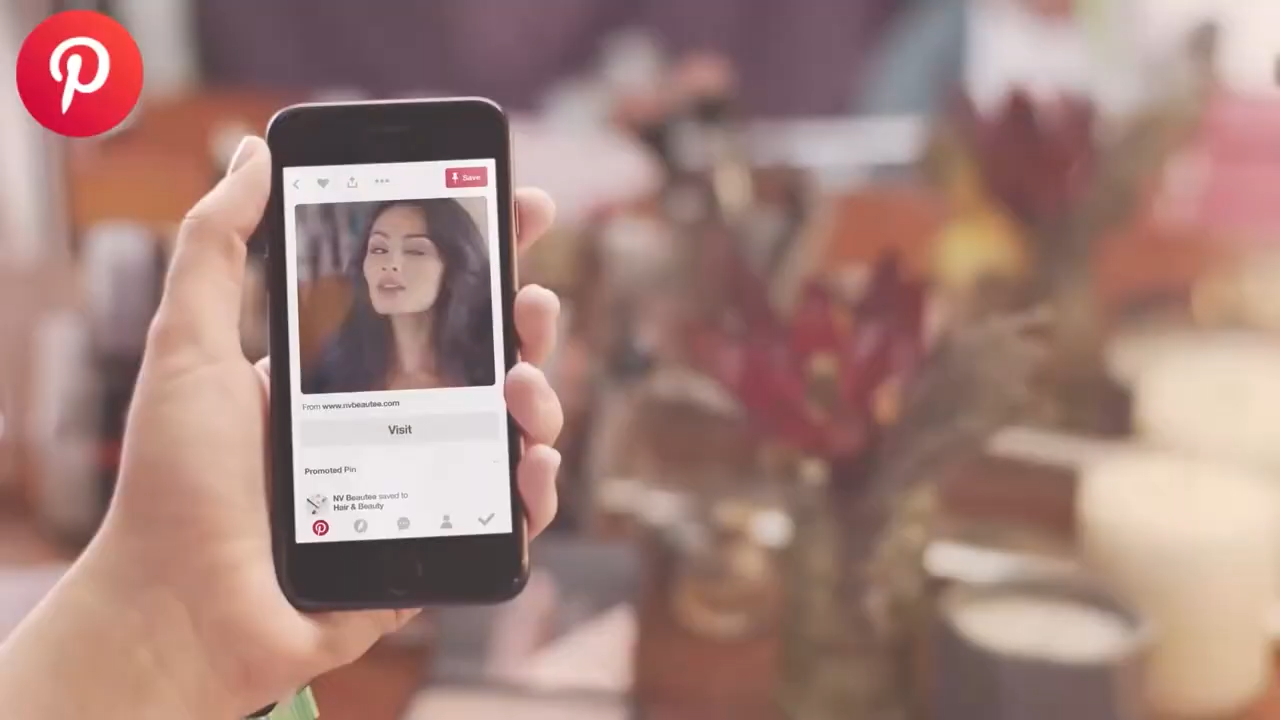 Save
From www.nvbeautee.com
Visit
Promoted Pin
NV Beautee saved to
Hair & Beauty